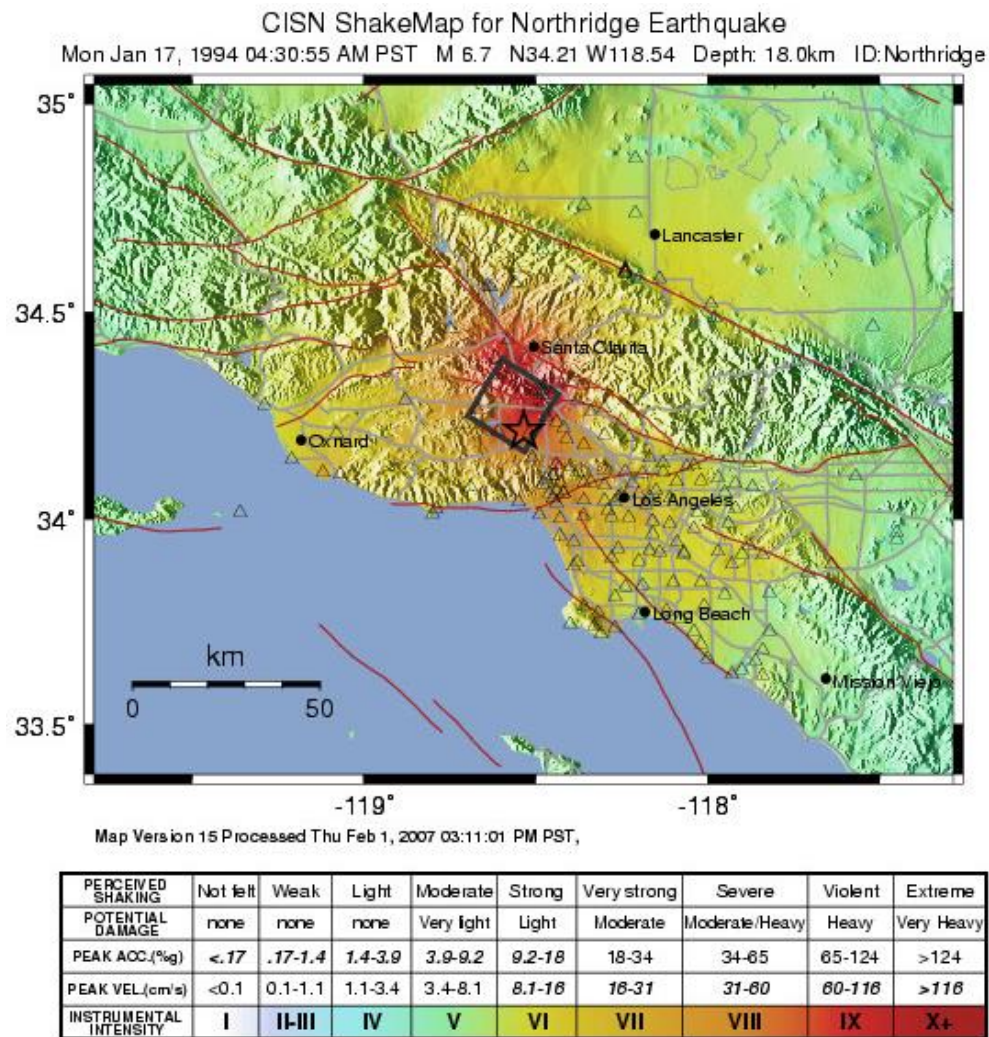 CISN ShakeMap for Northridge Earthquake
Mon Jan 17, 1994 04:30:55 AM PST M 6.7 N34.21 W118.54 Depth: 18.0km ID:Northridge
35°
Lancaster
34.5°
Santa Clarita
Oxnard
Los Angeles
34°
Long Beach
km
Mission Viejo
0 50
33.5°
-119° -118°
Map Version 15 Processed Thu Feb 1, 2007 03:11:01 PM PST,
PERCEIVED SHAKING Not felt Weak Light Moderate Strong Very strong Severe Violent Extreme
POTENTIAL DAMAGE none none none Very light Light Moderate Moderate/Heavy Heavy Very Heavy
PEAK ACC.(%g) <.17 .17-1.4 1.4-3.9 3.9-9.2 9.2-18 18-34 34-65 65-124 >124
PEAK VEL.(cm/s) <0.1 0.1-1.1 1.1-3.4 3.4-8.1 8.1-16 16-31 31-60 60-116 >116
INSTRUMENTAL INTENSITY I II-III IV V VI VII VIII IX X+